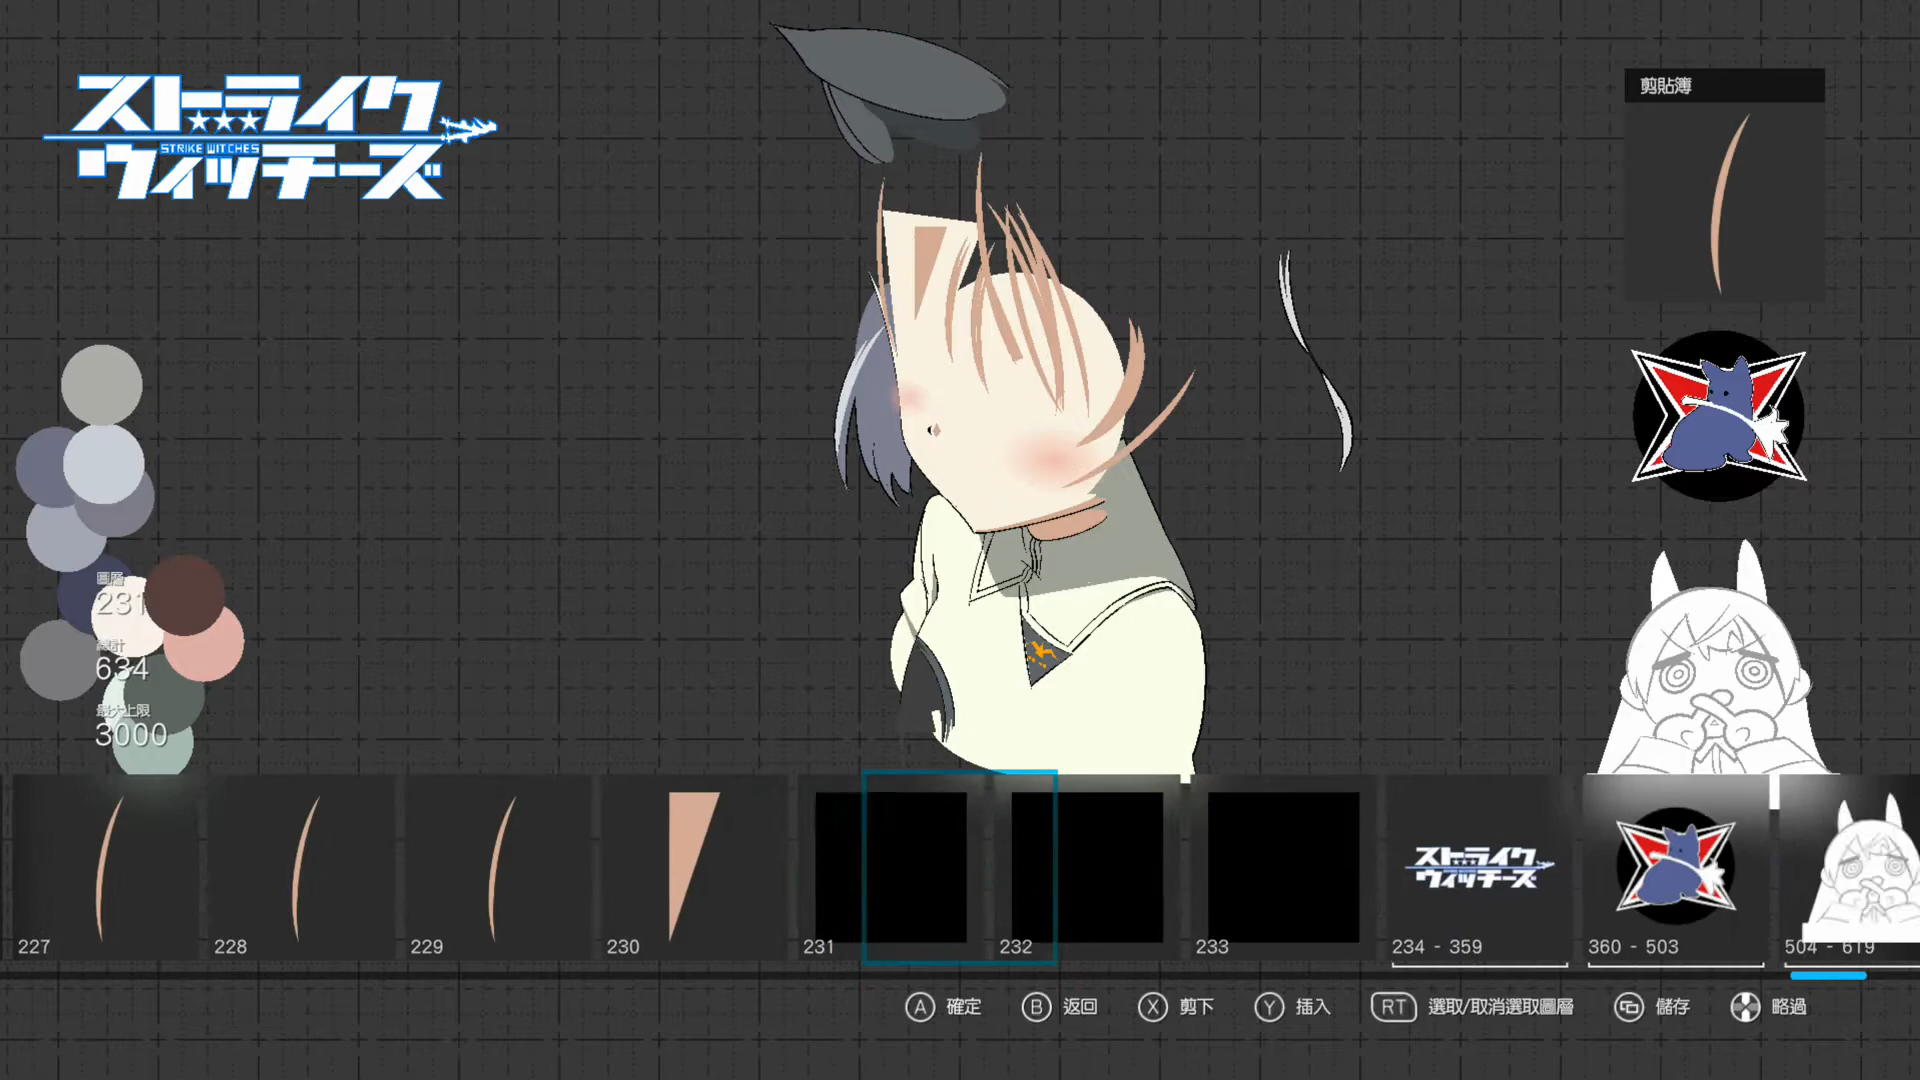 ストライク
STRIKE WITCHES
ウィッチーズ
剪貼簿
圖層
231
總計
634
最大上限
3000
227
228
229
230
231
232
233
ストライク
ウィッチーズ
234 - 359
360 - 503
504 - 619
A 確定
B 返回
X 剪下
Y 插入
RT 選取/取消選取圖層
儲存
略過